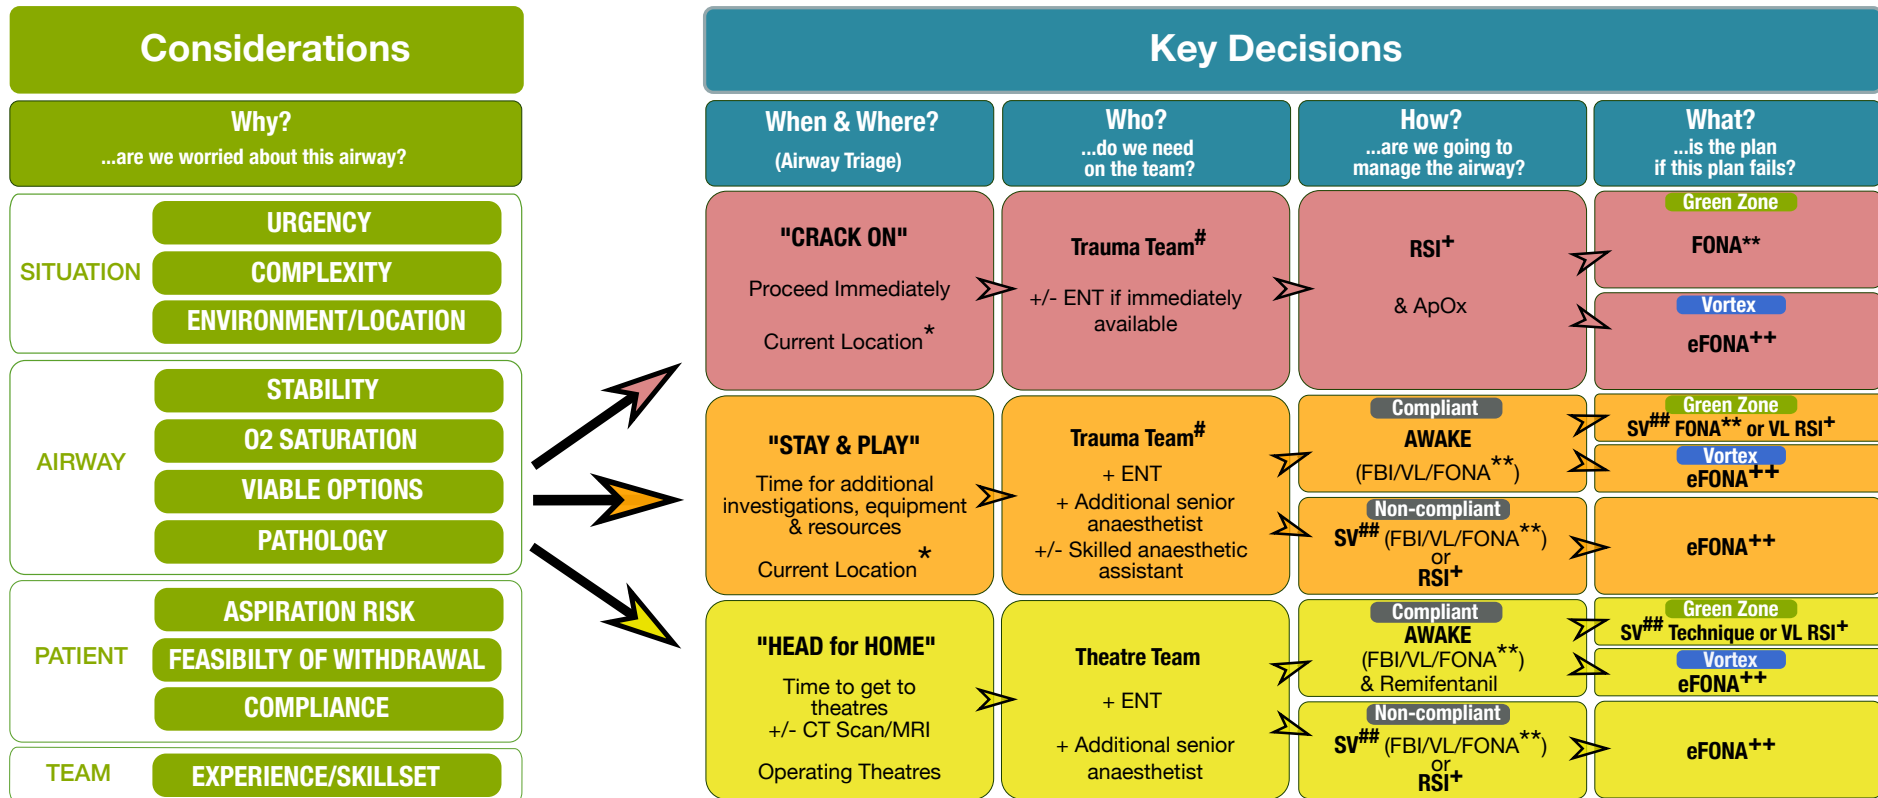 Considerations
Why?
...are we worried about this airway?
SITUATION
URGENCY
COMPLEXITY
ENVIRONMENT/LOCATION
AIRWAY
STABILITY
O2 SATURATION
VIABLE OPTIONS
PATHOLOGY
PATIENT
ASPIRATION RISK
FEASIBILTY OF WITHDRAWAL
COMPLIANCE
TEAM
EXPERIENCE/SKILLSET
Key Decisions
When & Where?
(Airway Triage)
Who?
...do we need
on the team?
How?
...are we going to
manage the airway?
What?
...is the plan
if this plan fails?
"CRACK ON"
Proceed Immediately
Current Location*
Trauma Team#
+/- ENT if immediately
available
RSI+
& ApOx
Green Zone
FONA**
Vortex
eFONA++
"STAY & PLAY"
Time for additional
investigations, equipment
& resources
Current Location*
Trauma Team#
+ ENT
+ Additional senior
anaesthetist
+/- Skilled anaesthetic
assistant
Compliant
AWAKE
(FBI/VL/FONA**)
Non-compliant
SV## (FBI/VL/FONA**)
or
RSI+
Green Zone
SV## FONA** or VL RSI+
Vortex
eFONA++
eFONA++
"HEAD for HOME"
Time to get to
theatres
+/- CT Scan/MRI
Operating Theatres
Theatre Team
+ ENT
+ Additional senior
anaesthetist
Compliant
AWAKE
(FBI/VL/FONA**)
& Remifentanil
Non-compliant
SV## (FBI/VL/FONA**)
or
RSI+
Green Zone
SV## Technique or VL RSI+
Vortex
eFONA++
eFONA++